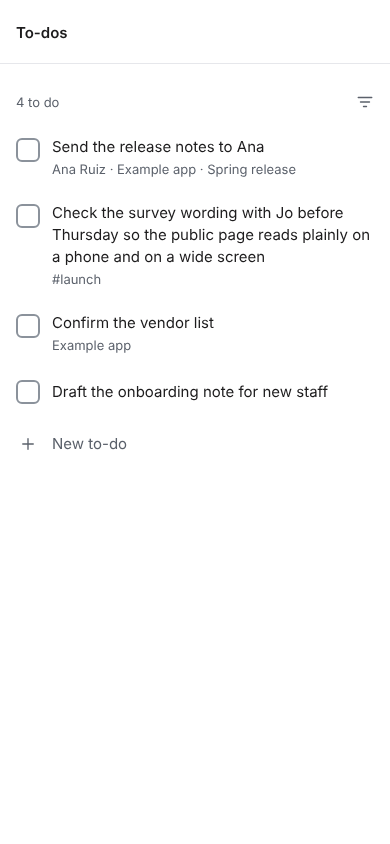 To-dos
4 to do
Send the release notes to Ana
Ana Ruiz · Example app · Spring release
Check the survey wording with Jo before
Thursday so the public page reads plainly on
a phone and on a wide screen
#launch
Confirm the vendor list
Example app
Draft the onboarding note for new staff
New to-do